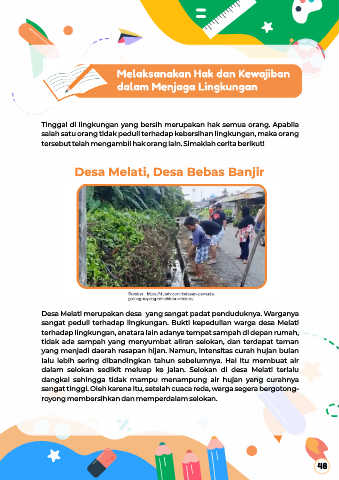 Melaksanakan Hak dan Kewajiban
dalam Menjaga Lingkungan
Tinggal di lingkungan yang bersih merupakan hak semua orang. Apabila
salah satu orang tidak peduli terhadap kebersihan lingkungan, maka orang
tersebut telah mengambil hak orang lain. Simaklah cerita berikut!
Desa Melati, Desa Bebas Banjir
Desa Melati merupakan desa yang sangat padat penduduknya. Warganya
sangat peduli terhadap lingkungan. Bukti kepedulian warga desa Melati
terhadap lingkungan, anatara lain adanya tempat sampah di depan rumah,
tidak ada sampah yang menyumbat aliran selokan, dan terdapat taman
yang menjadi daerah resapan hijan. Namun, intensitas curah hujan bulan
lalu lebih sering dibandingkan tahun sebelumnya. Hal itu membuat air
dalam selokan sedikit meluap ke jalan. Selokan di desa Melati terlalu
dangkal sehingga tidak mampu menampung air hujan yang curahnya
sangat tinggi. Oleh karena itu, setelah cuaca reda, warga segera bergotong-
royong membersihkan dan memperdalam selokan.
48